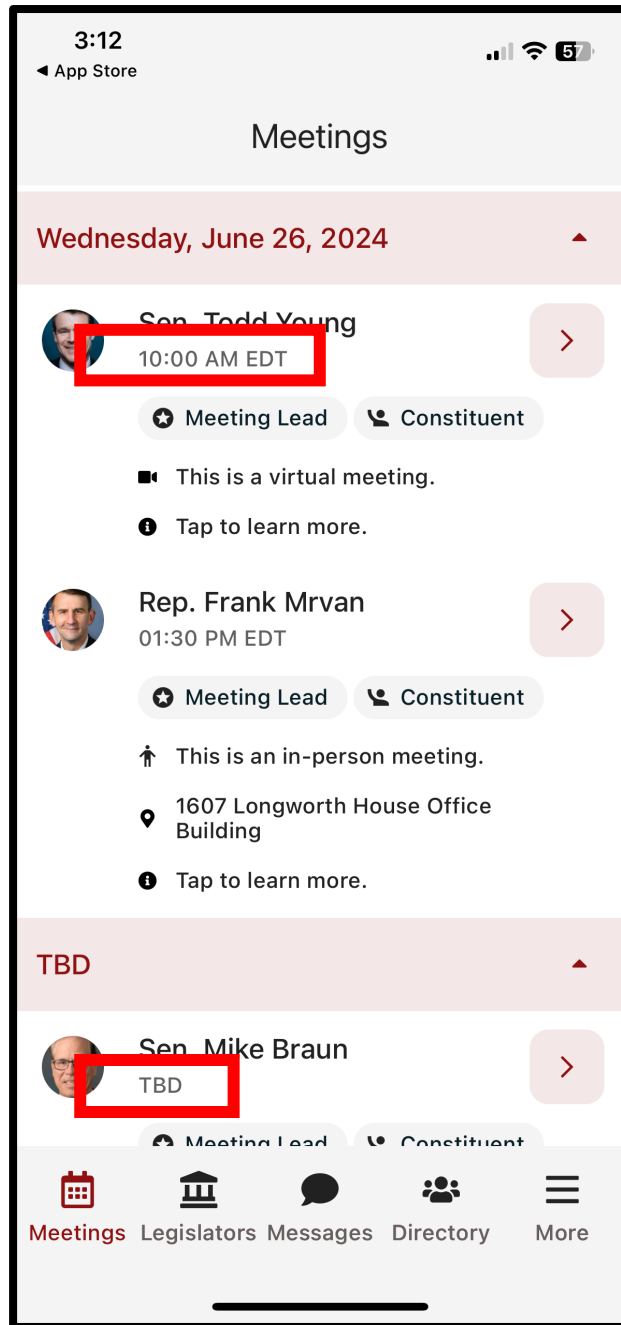 3:12
57
◀ App Store
Meetings
Wednesday, June 26, 2024
Sen. Todd Young
10:00 AM EDT
Meeting Lead
Constituent
This is a virtual meeting.
Tap to learn more.
Rep. Frank Mrvan
01:30 PM EDT
Meeting Lead
Constituent
This is an in-person meeting.
1607 Longworth House Office
Building
Tap to learn more.
TBD
Sen. Mike Braun
TBD
Meeting Lead
Constituent
Meetings
Legislators
Messages
Directory
More